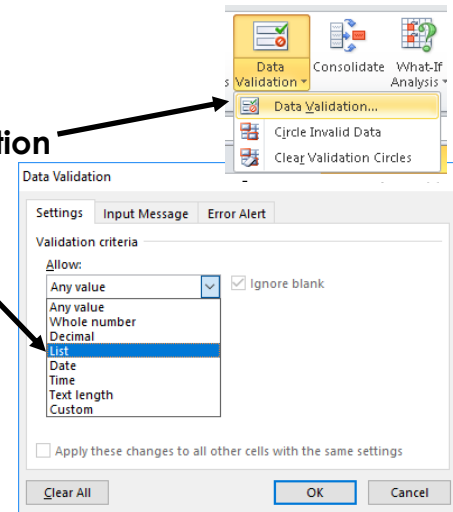 Data Consolidate What-If
s Validation Analysis
Data Validation...
Circle Invalid Data
Clear Validation Circles
tion
Data Validation
Settings Input Message Error Alert
Validation criteria
Allow:
Any value Ignore blank
Any value
Whole number
Decimal
List
Date
Time
Text length
Custom
Apply these changes to all other cells with the same settings
Clear All OK Cancel